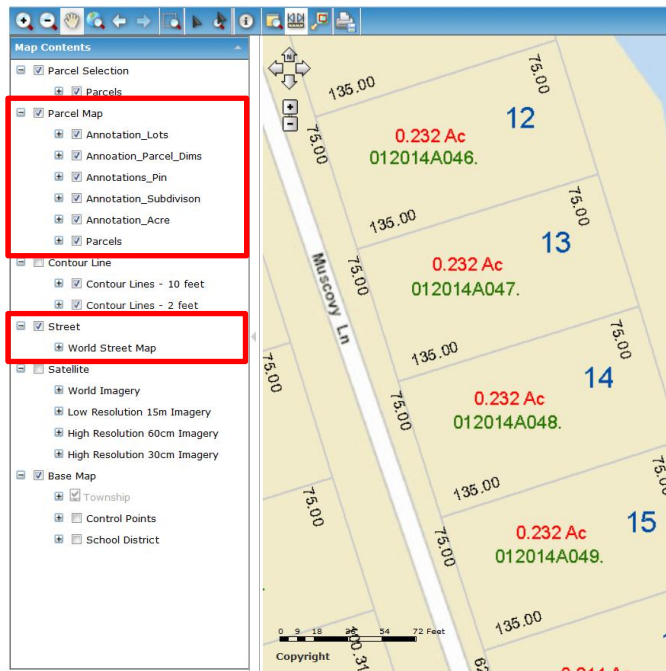 Map Contents
Parcel Selection
Parcels
Parcel Map
Annotation_Lots
Annoation_Parcel_Dims
Annotations_Pin
Annotation_Subdivison
Annotation_Acre
Parcels
Contour Line
Contour Lines - 10 feet
Contour Lines - 2 feet
Street
World Street Map
Satellite
World Imagery
Low Resolution 15m Imagery
High Resolution 60cm Imagery
High Resolution 30cm Imagery
Base Map
Township
Control Points
School District
N
135.00
75.00
12
75.00
0.232 Ac
012014A046.
135.00
75.00
13
75.00
0.232 Ac
012014A047.
Muscovy Ln
135.00
75.00
14
75.00
75.00
0.232 Ac
012014A048.
135.00
75.00
15
75.00
75.00
0.232 Ac
012014A049.
135.00
0 9 18 36 54 72 Feet
100.31
Copyright